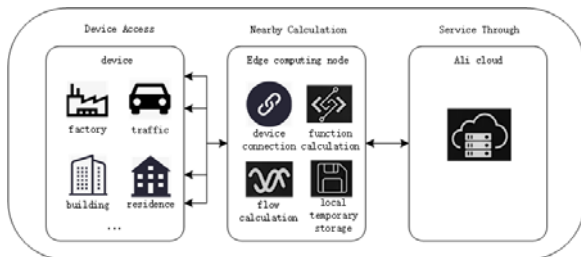 Device Access
Nearby Calculation
Service Through
device
Edge computing node
Ali cloud
factory
traffic
device
connection
function
calculation
building
residence
flow
calculation
local
temporary
storage
...